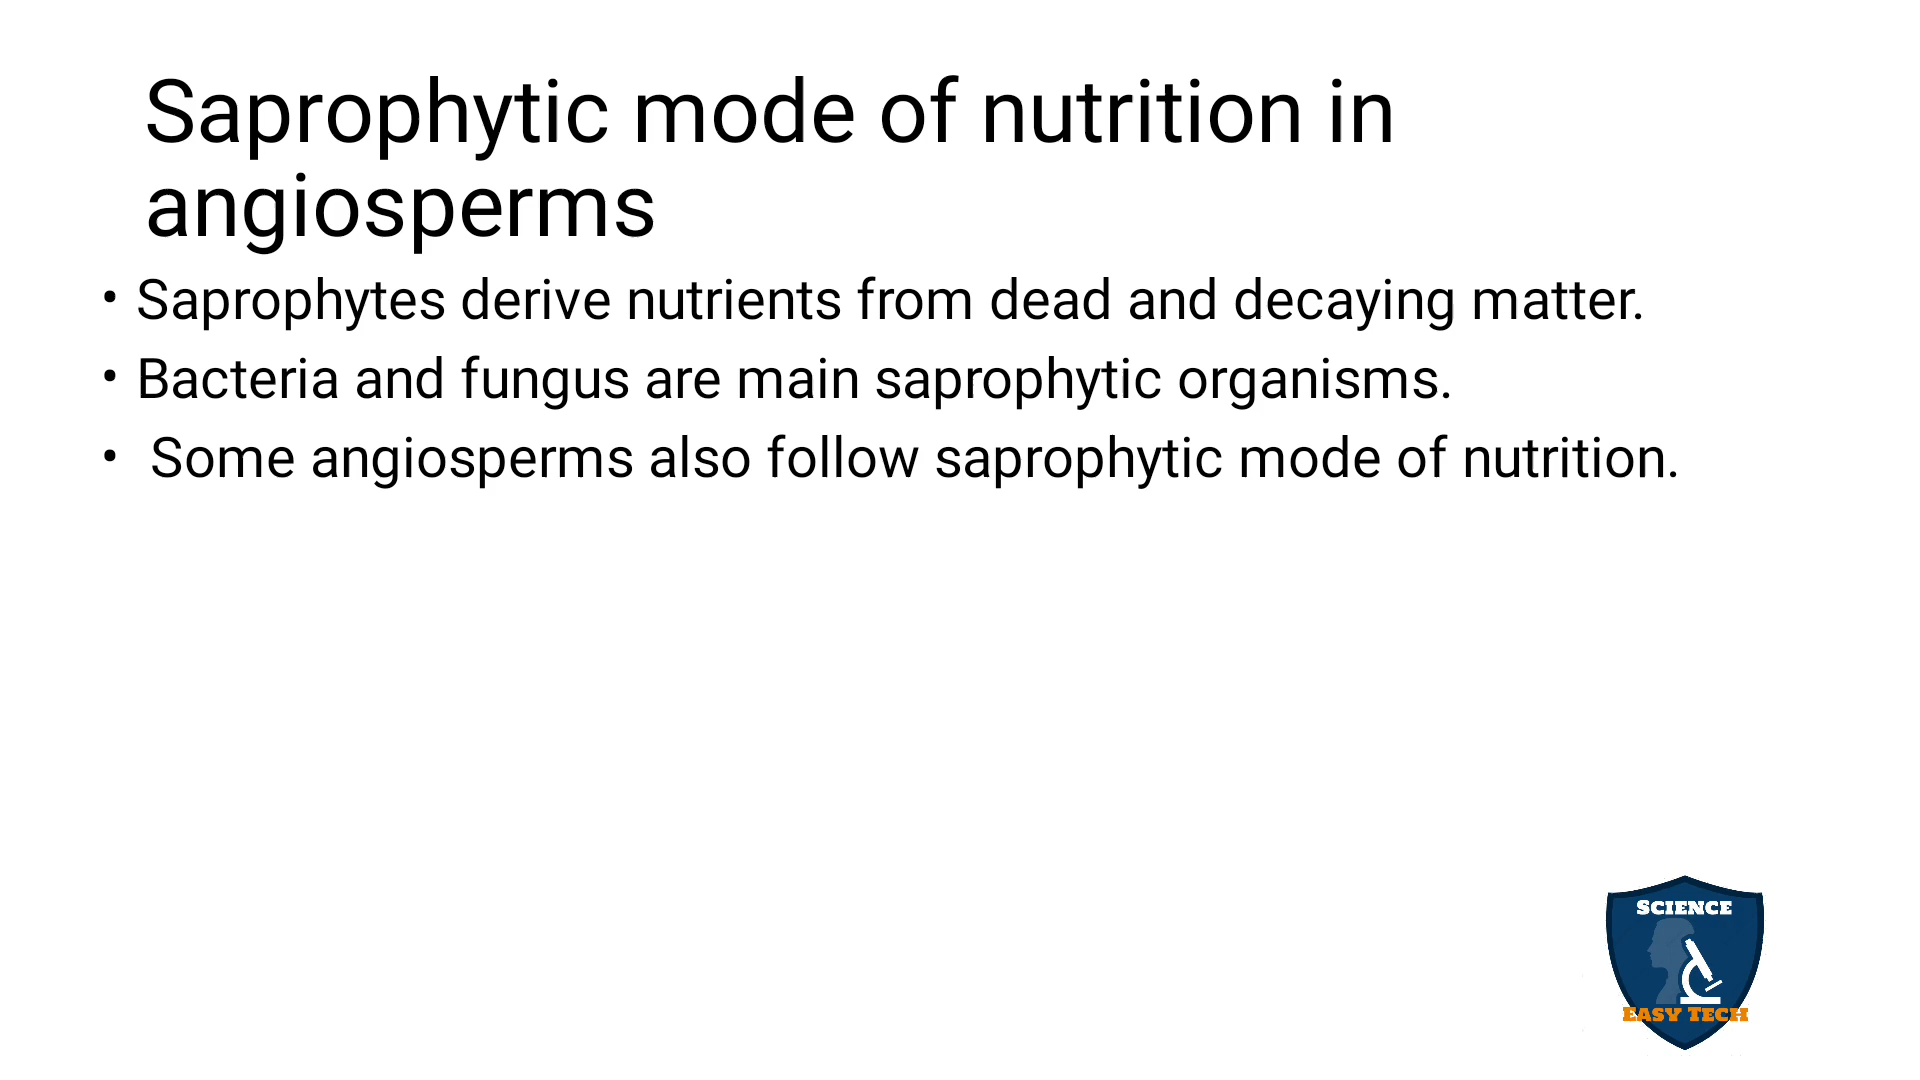 Saprophytic mode of nutrition in
angiosperms
• Saprophytes derive nutrients from dead and decaying matter.
• Bacteria and fungus are main saprophytic organisms.
• Some angiosperms also follow saprophytic mode of nutrition.
SCIENCE
EASY TECH